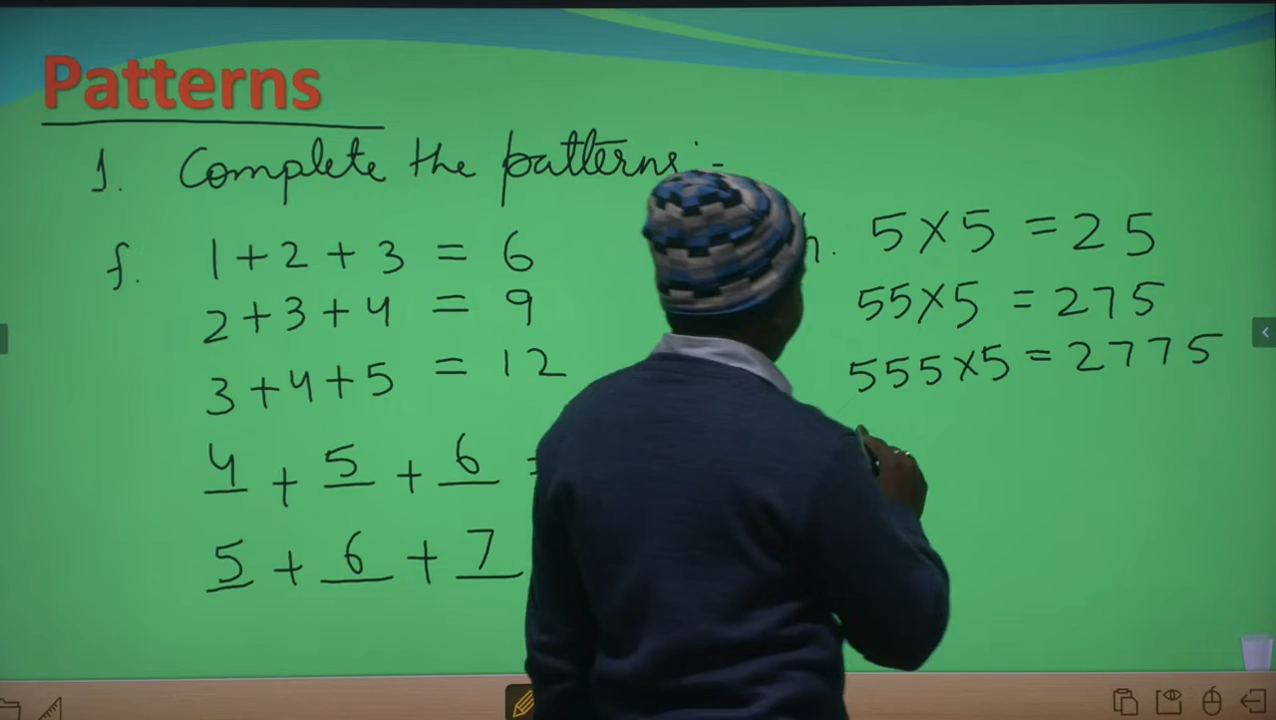 Patterns
1. Complete the patterns:-
f. 1+2+3 = 6
2+3+4 = 9
3+4+5 = 12
4 + 5 + 6 =
5 + 6 + 7
h. 5×5 = 25
55×5 = 275
555×5 = 2775